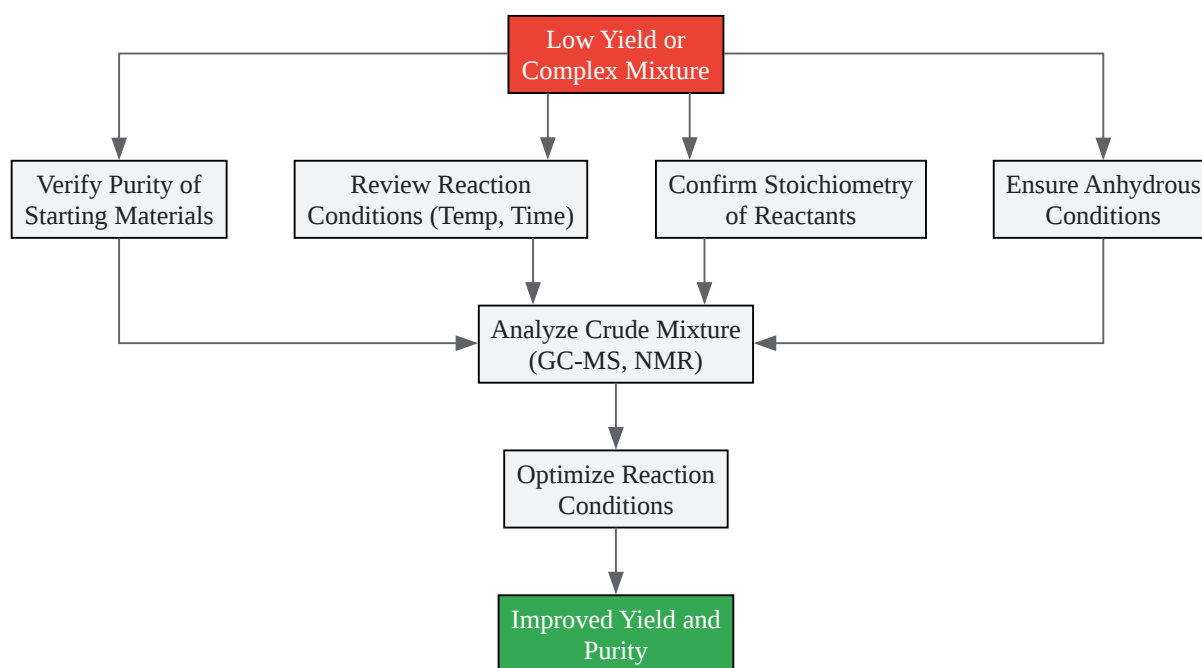 Low Yield or
Complex Mixture
Verify Purity of
Starting Materials
Review Reaction
Conditions (Temp, Time)
Confirm Stoichiometry
of Reactants
Ensure Anhydrous
Conditions
Analyze Crude Mixture
(GC-MS, NMR)
Optimize Reaction
Conditions
Improved Yield and
Purity